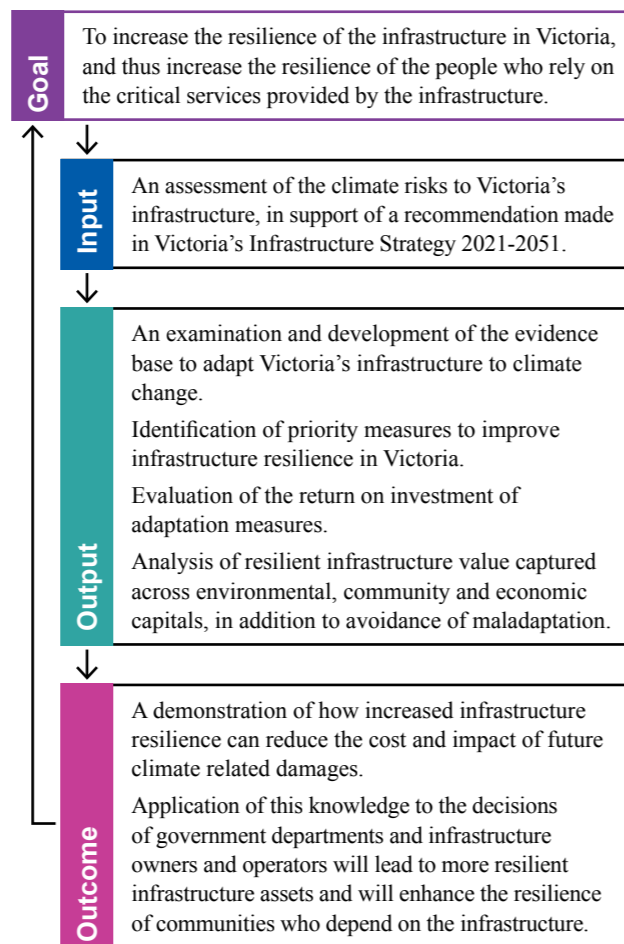 Goal
To increase the resilience of the infrastructure in Victoria,
and thus increase the resilience of the people who rely on
the critical services provided by the infrastructure.
Input
An assessment of the climate risks to Victoria’s
infrastructure, in support of a recommendation made
in Victoria’s Infrastructure Strategy 2021-2051.
Output
An examination and development of the evidence
base to adapt Victoria’s infrastructure to climate
change.
Identification of priority measures to improve
infrastructure resilience in Victoria.
Evaluation of the return on investment of
adaptation measures.
Analysis of resilient infrastructure value captured
across environmental, community and economic
capitals, in addition to avoidance of maladaptation.
Outcome
A demonstration of how increased infrastructure
resilience can reduce the cost and impact of future
climate related damages.
Application of this knowledge to the decisions
of government departments and infrastructure
owners and operators will lead to more resilient
infrastructure assets and will enhance the resilience
of communities who depend on the infrastructure.